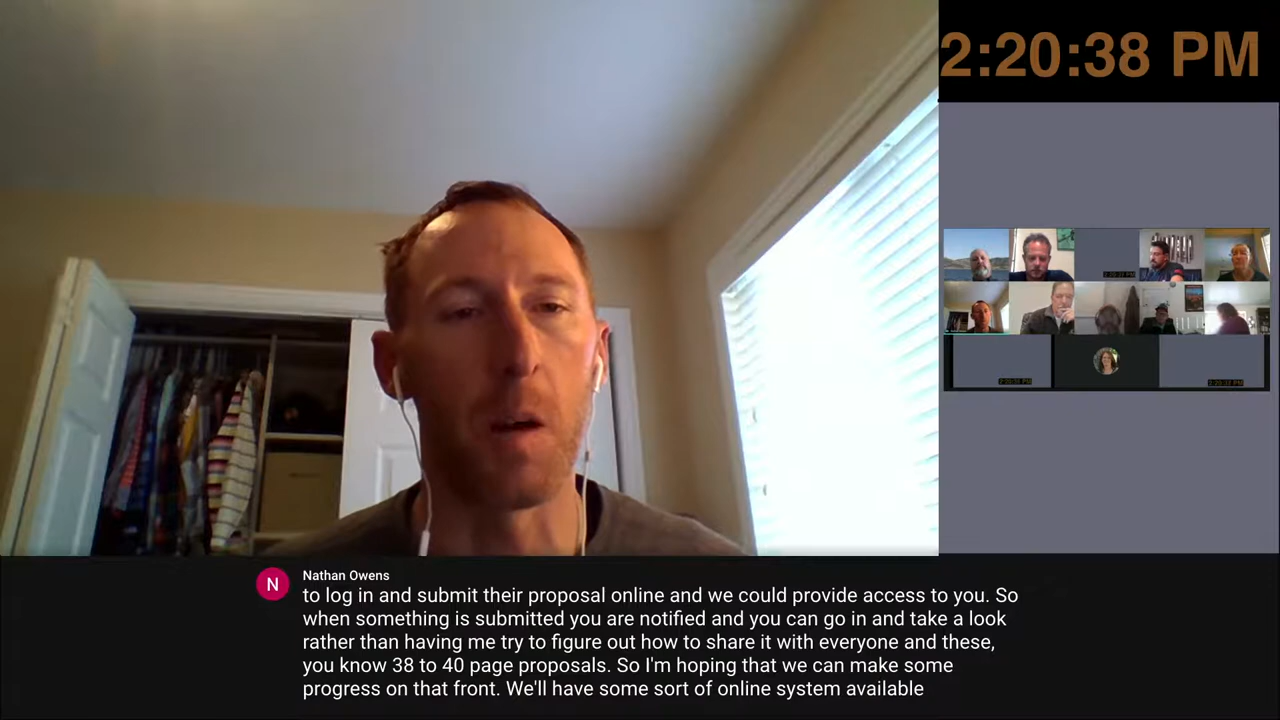 2:20:38 PM
N
Nathan Owens
to log in and submit their proposal online and we could provide access to you. So
when something is submitted you are notified and you can go in and take a look
rather than having me try to figure out how to share it with everyone and these,
you know 38 to 40 page proposals. So I'm hoping that we can make some
progress on that front. We'll have some sort of online system available